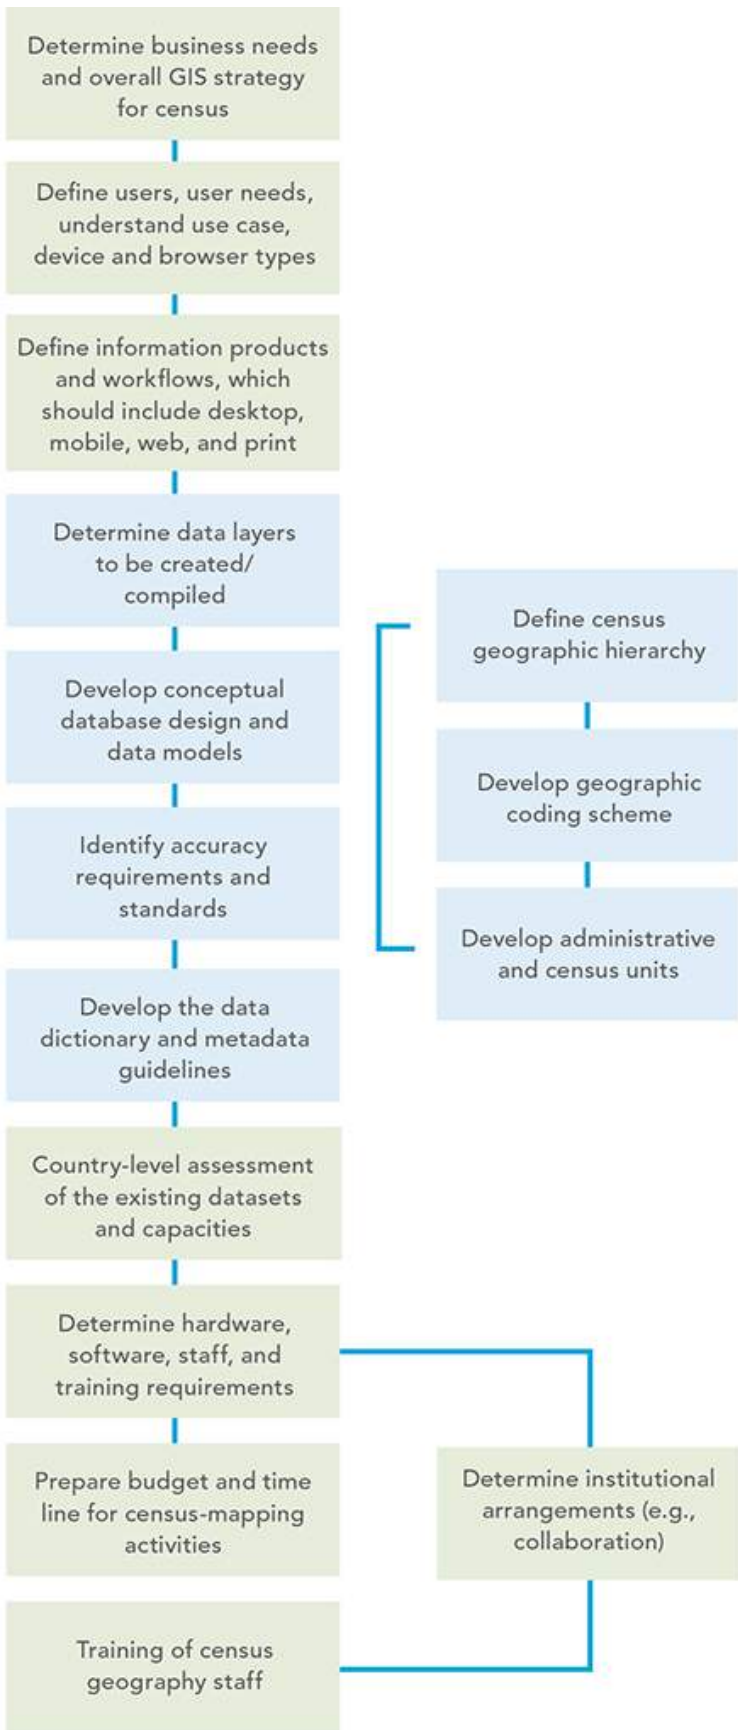 Determine business needs
and overall GIS strategy
for census
Define users, user needs,
understand use case,
device and browser types
Define information products
and workflows, which
should include desktop,
mobile, web, and print
Determine data layers
to be created/
compiled
Develop conceptual
database design and
data models
Identify accuracy
requirements and
standards
Develop the data
dictionary and metadata
guidelines
Define census
geographic hierarchy
Develop geographic
coding scheme
Develop administrative
and census units
Country-level assessment
of the existing datasets
and capacities
Determine hardware,
software, staff, and
training requirements
Prepare budget and time
line for census-mapping
activities
Determine institutional
arrangements (e.g.,
collaboration)
Training of census
geography staff